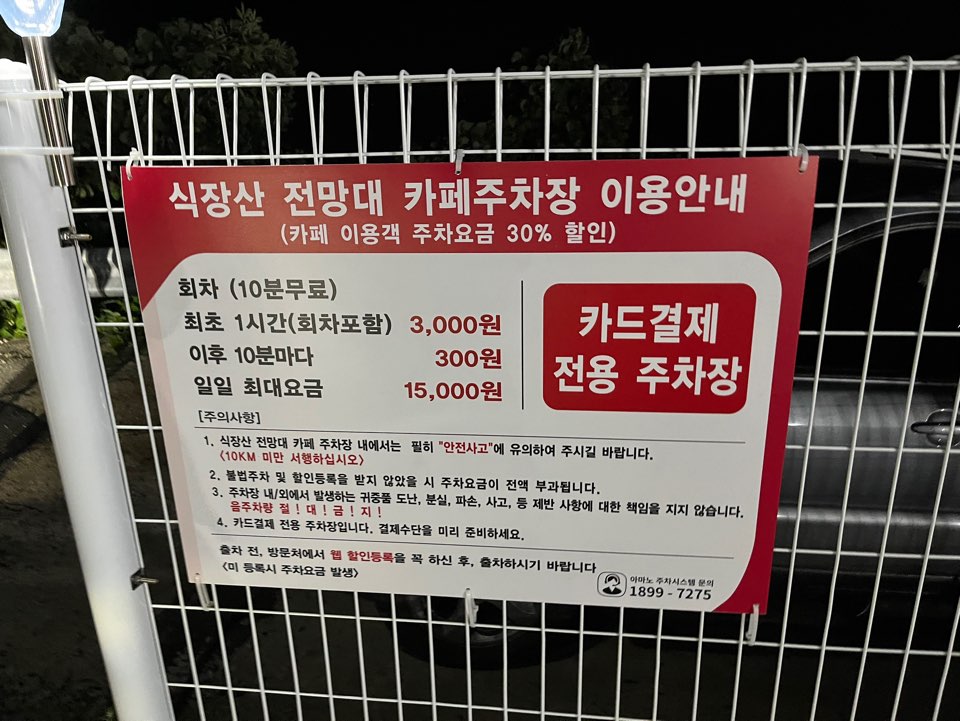 식장산 전망대 카페주차장 이용안내
(카페 이용객 주차요금 30% 할인)
회차 (10분무료)
최초 1시간(회차포함) 3,000원
이후 10분마다 300원
일일 최대요금 15,000원
카드결제
전용 주차장
[주의사항]
1. 식장산 전망대 카페 주차장 내에서는 필히 "안전사고"에 유의하여 주시길 바랍니다.
<10KM 미만 서행하십시오>
2. 불법주차 및 할인등록을 받지 않았을 시 주차요금이 전액 부과됩니다.
3. 주차장 내/외에서 발생하는 귀중품 도난, 분실, 파손, 사고, 등 제반 사항에 대한 책임을 지지 않습니다.
음주차량 절 ! 대 ! 금 ! 지 !
4. 카드결제 전용 주차장입니다. 결제수단을 미리 준비하세요.
출차 전, 방문처에서 웹 할인등록을 꼭 하신 후, 출차하시기 바랍니다
<미 등록시 주차요금 발생>
아마노 주차시스템 문의
1899 - 7275